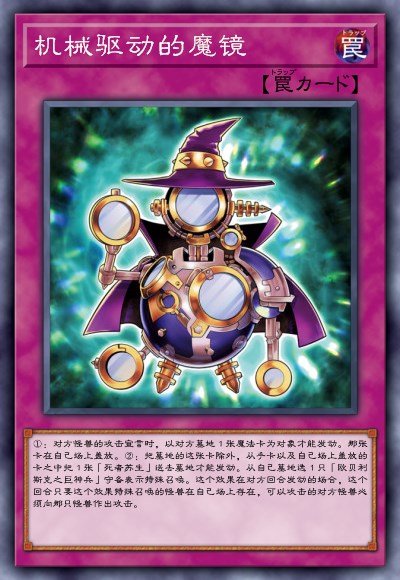 机械驱动的魔镜
トラップ
罠
トラップ
【罠カード】
①：对方怪兽的攻击宣言时，以对方墓地1张魔法卡为对象才能发动。那张
卡在自己场上盖放。②：把墓地的这张卡除外，从手卡以及自己场上盖放的
卡之中把1张「死者苏生」送去墓地才能发动。从自己墓地选1只「欧贝利
斯克之巨神兵」守备表示特殊召唤。这个效果在对方回合发动的场合，这个
回合只要这个效果特殊召唤的怪兽在自己场上存在，可以攻击的对方怪兽必
须向那只怪兽作出攻击。